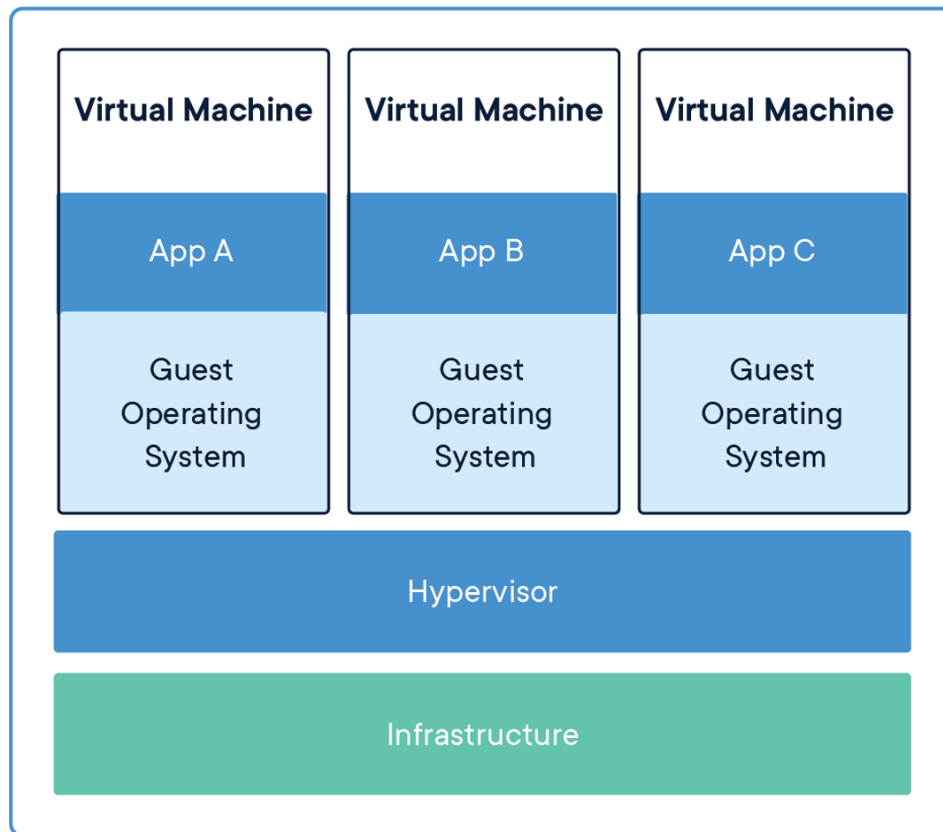 Virtual Machine
Virtual Machine
Virtual Machine
App A
App B
App C
Guest
Operating
System
Guest
Operating
System
Guest
Operating
System
Hypervisor
Infrastructure